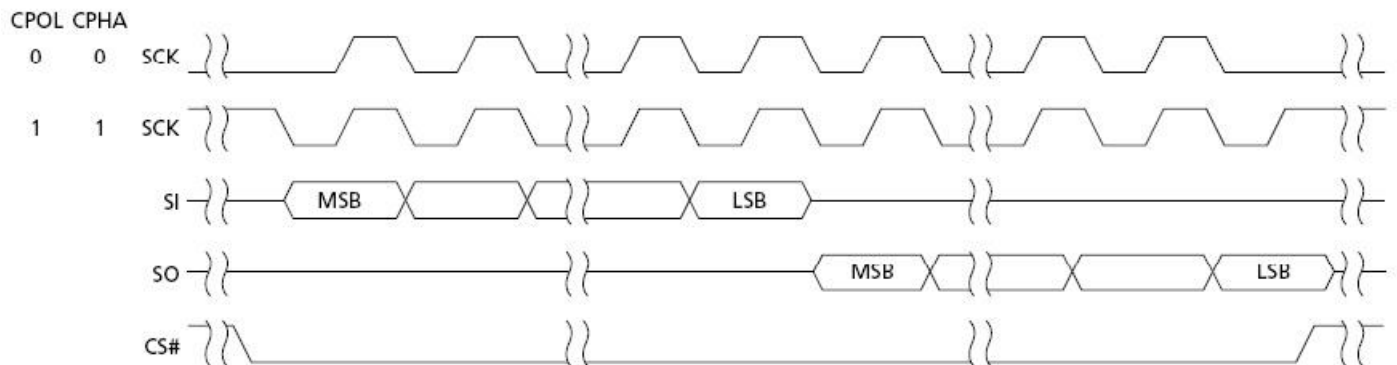 CPOL CPHA
0 0 SCK
1 1 SCK
SI MSB LSB
SO MSB LSB
CS#